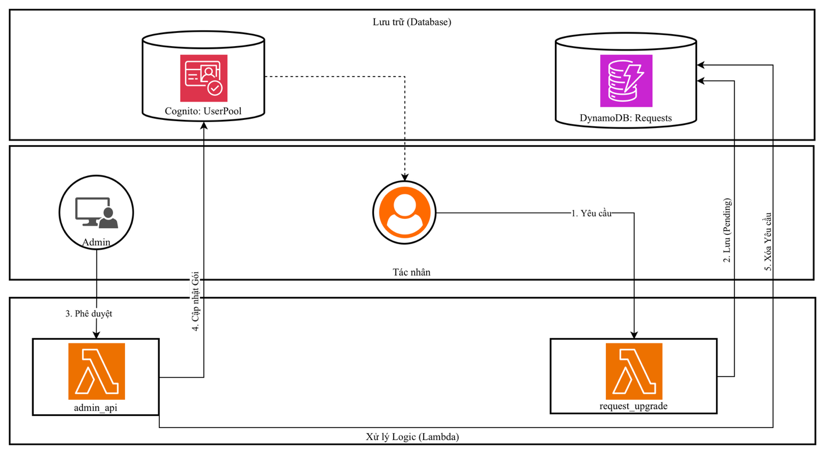 Lưu trữ (Database)
Cognito: UserPool
DynamoDB: Requests
Admin
1. Yêu cầu
2. Lưu (Pending)
5. Xóa Yêu cầu
Tác nhân
3. Phê duyệt
4. Cập nhật Gói
admin_api
request_upgrade
Xử lý Logic (Lambda)